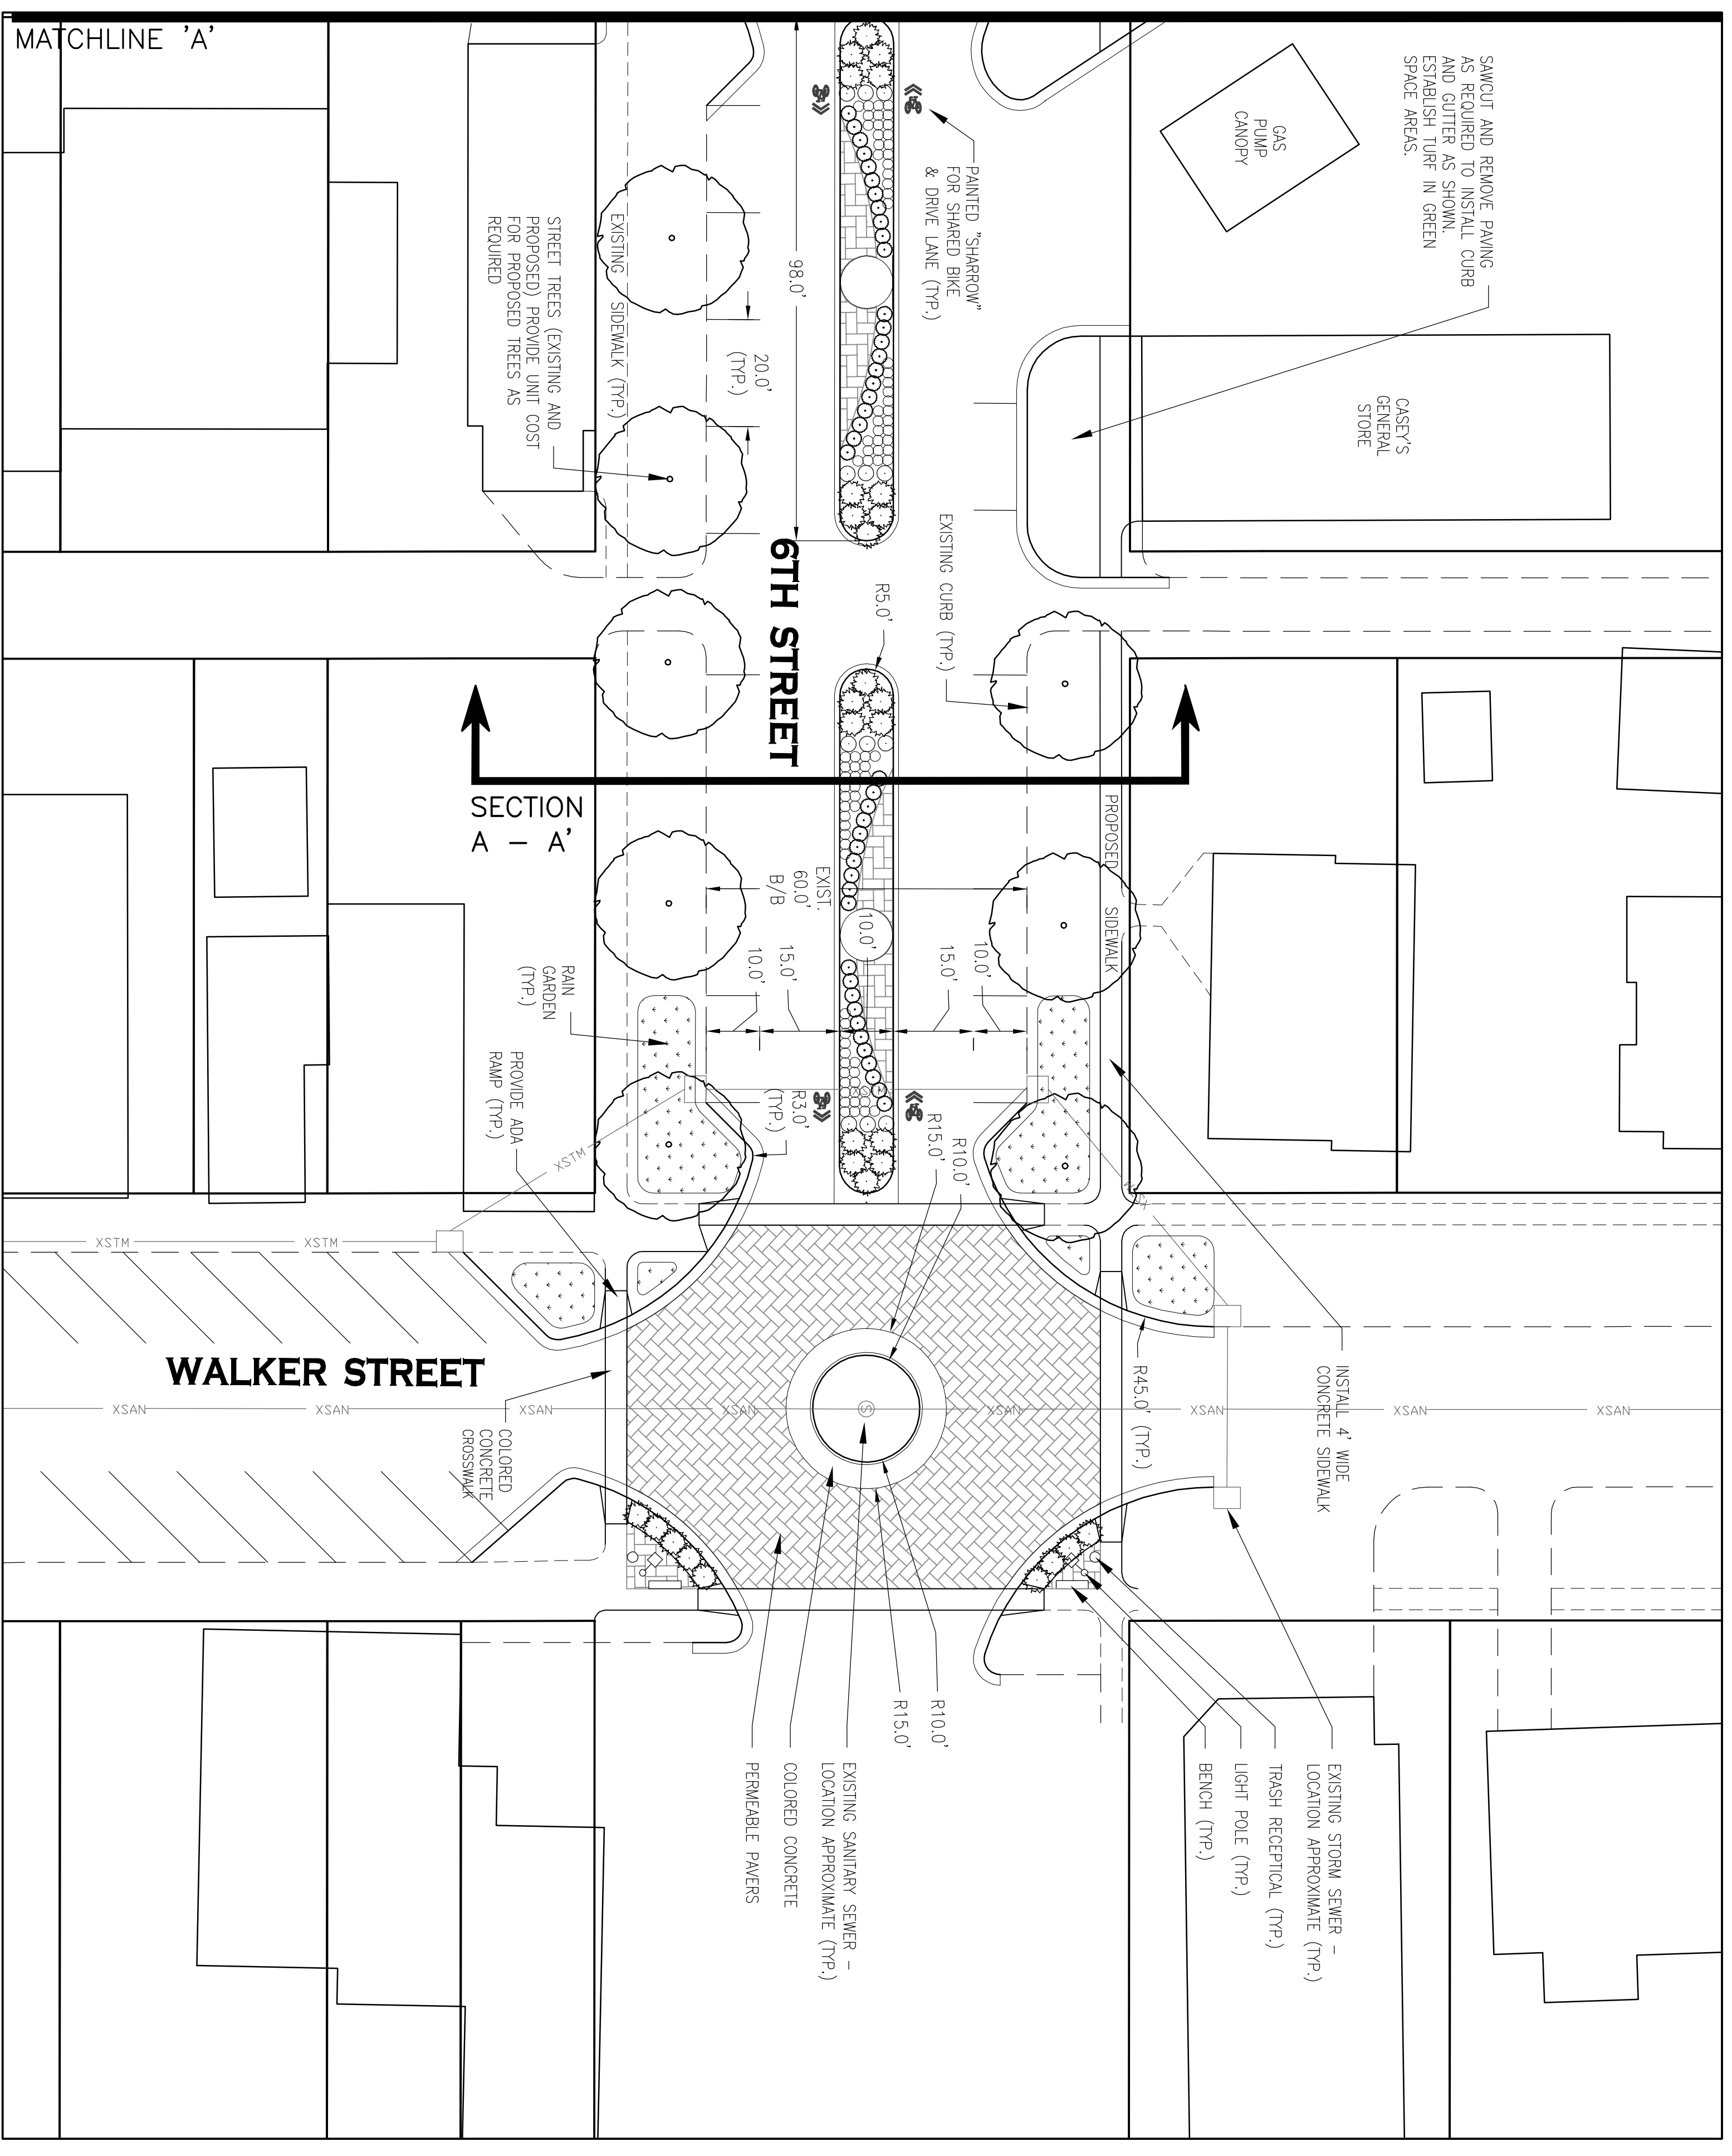 MATCHLINE 'A'
SAWCUT AND REMOVE PAVING
AS REQUIRED TO INSTALL CURB
AND GUTTER AS SHOWN.
ESTABLISH TURF IN GREEN
SPACE AREAS.
GAS
PUMP
CANOPY
PAINTED "SHARROW"
FOR SHARED BIKE
& DRIVE LANE (TYP.)
98.0'
EXISTING SIDEWALK (TYP.)
STREET TREES (EXISTING AND
PROPOSED) PROVIDE UNIT COST
FOR PROPOSED TREES AS
REQUIRED
20.0'
(TYP.)
CASEY'S
GENERAL
STORE
EXISTING CURB (TYP.)
R5.0'
6TH STREET
SECTION
A - A'
PROPOSED SIDEWALK
EXIST.
60.0'
B/B
10.0'
10.0'
15.0'
15.0'
10.0'
RAIN
GARDEN
(TYP.)
PROVIDE ADA
RAMP (TYP.)
R3.0'
(TYP.)
R15.0'
R10.0'
XSTM
XSTM
XSTM
XSTM
XSTM
WALKER STREET
R45.0' (TYP.)
INSTALL 4' WIDE
CONCRETE SIDEWALK
XSAN
XSAN
XSAN
XSAN
S
XSAN
XSAN
XSAN
XSAN
COLORED
CONCRETE
CROSSWALK
R10.0'
R15.0'
EXISTING STORM SEWER -
LOCATION APPROXIMATE (TYP.)
TRASH RECEPTICAL (TYP.)
LIGHT POLE (TYP.)
BENCH (TYP.)
EXISTING SANITARY SEWER -
LOCATION APPROXIMATE (TYP.)
COLORED CONCRETE
PERMEABLE PAVERS